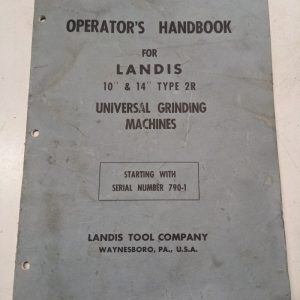 OPERATOR'S HANDBOOK
FOR
LANDIS
10" & 14" TYPE 2R
UNIVERSAL GRINDING
MACHINES
STARTING WITH
SERIAL NUMBER 790-1
LANDIS TOOL COMPANY
WAYNESBORO, PA., U.S.A.